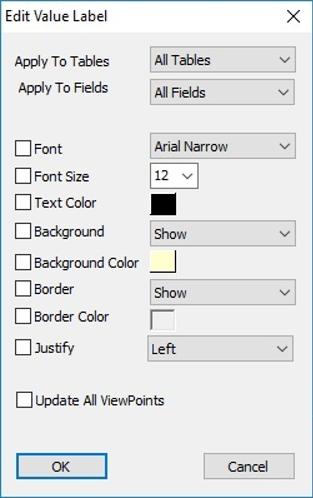 Edit Value Label
Apply To Tables All Tables
Apply To Fields All Fields
Font Arial Narrow
Font Size 12
Text Color
Background Show
Background Color
Border Show
Border Color
Justify Left
Update All ViewPoints
OK Cancel